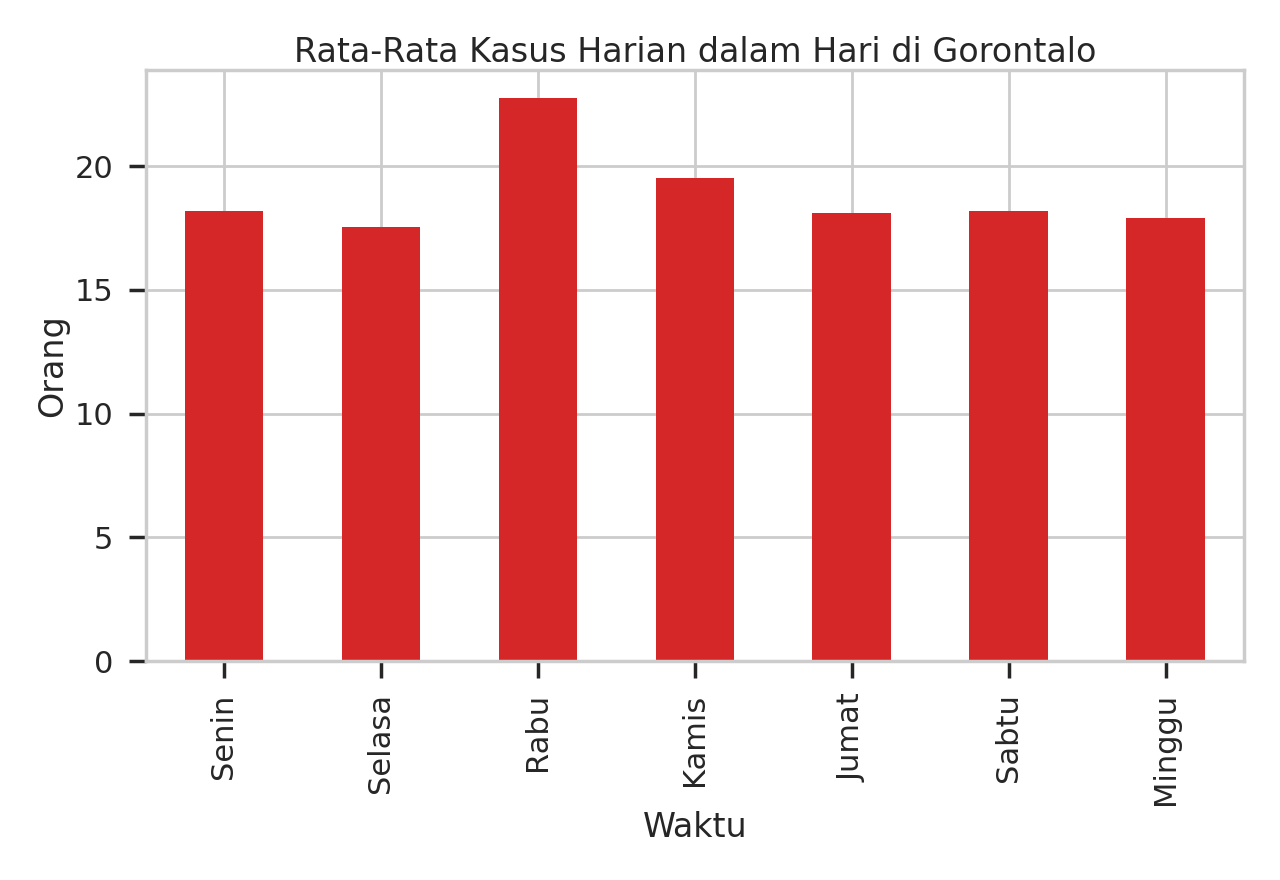 Rata-Rata Kasus Harian dalam Hari di Gorontalo
Orang
20
15
10
5
0
Senin
Selasa
Rabu
Kamis
Jumat
Sabtu
Minggu
Waktu